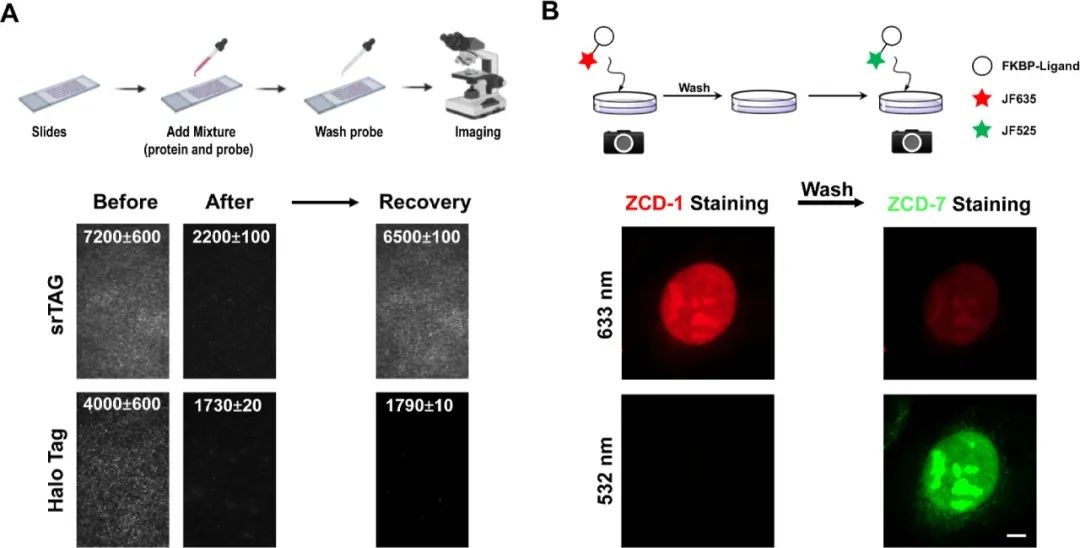 A
Slides
Add Mixture
(protein and probe)
Wash probe
Imaging
Before
After
Recovery
srTAG
7200±600
2200±100
6500±100
Halo Tag
4000±600
1730±20
1790±10
B
Wash
FKBP-Ligand
JF635
JF525
ZCD-1 Staining
Wash
ZCD-7 Staining
633 nm
532 nm